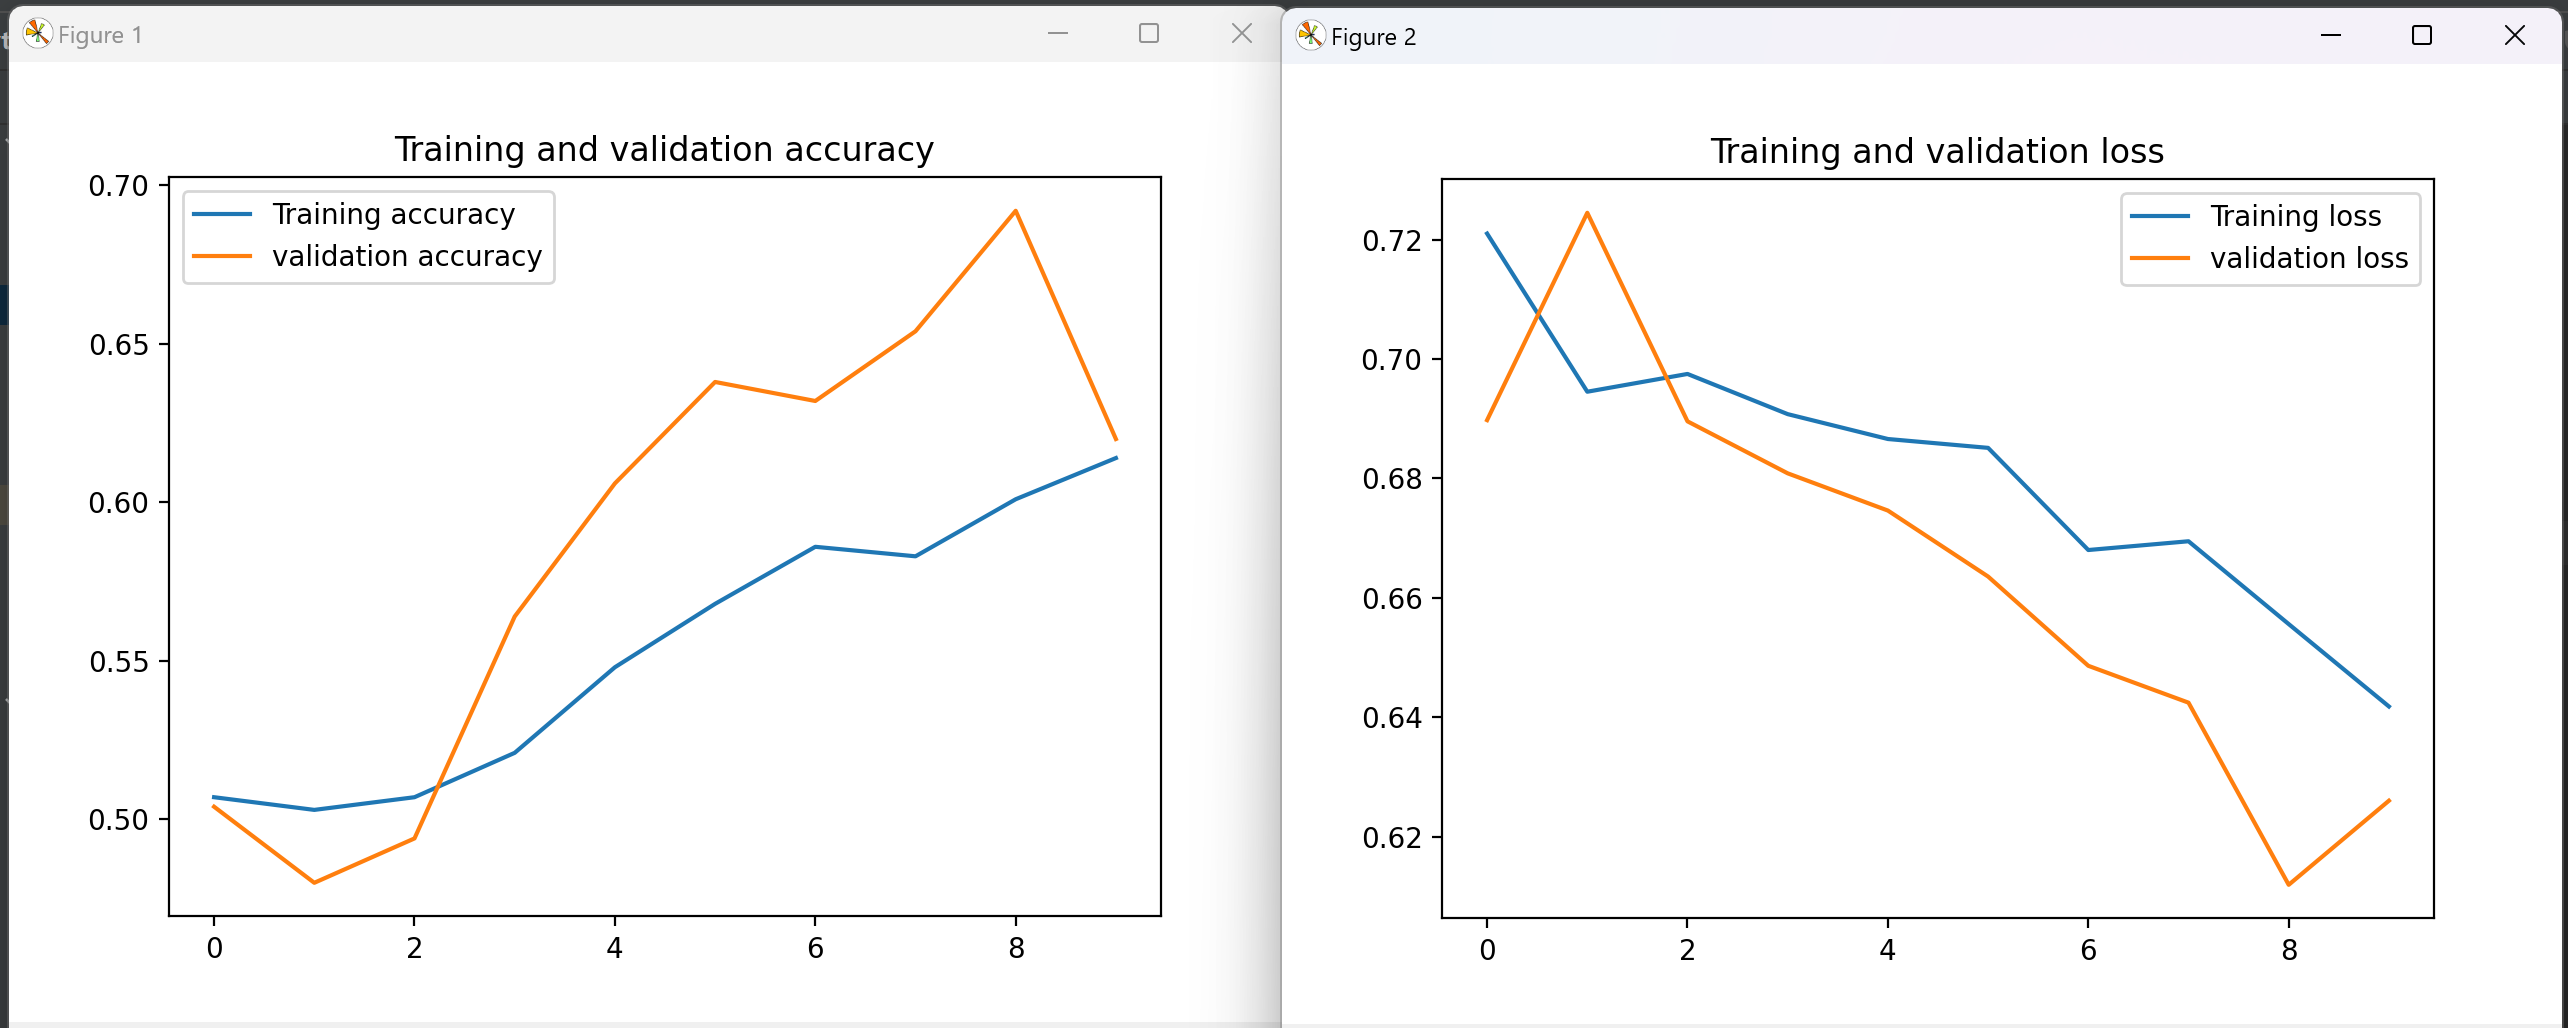 Figure 1
Training and validation accuracy
Training accuracy
validation accuracy
0.70
0.65
0.60
0.55
0.50
0 2 4 6 8
Figure 2
Training and validation loss
Training loss
validation loss
0.72
0.70
0.68
0.66
0.64
0.62
0 2 4 6 8